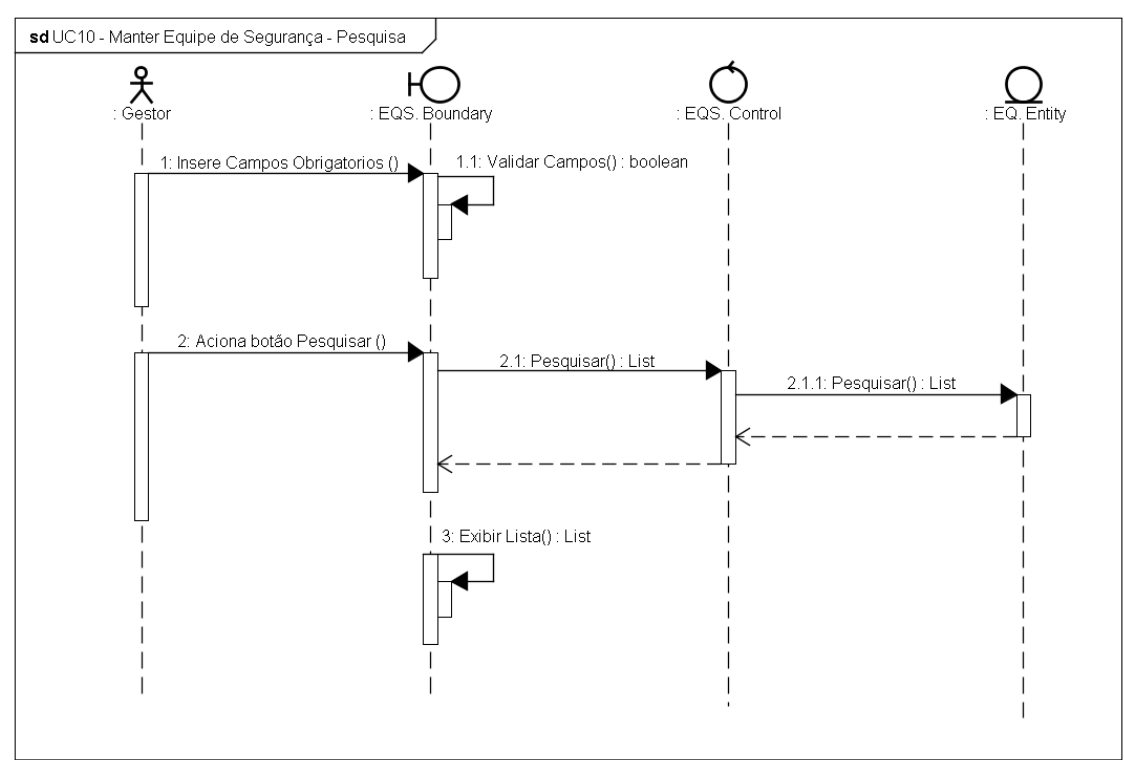 sd UC10 - Manter Equipe de Segurança - Pesquisa
: Gestor
: EQS. Boundary
: EQS. Control
: EQ. Entity
1: Insere Campos Obrigatorios ()
1.1: Validar Campos() : boolean
2: Aciona botão Pesquisar ()
2.1: Pesquisar() : List
2.1.1: Pesquisar() : List
3: Exibir Lista() : List